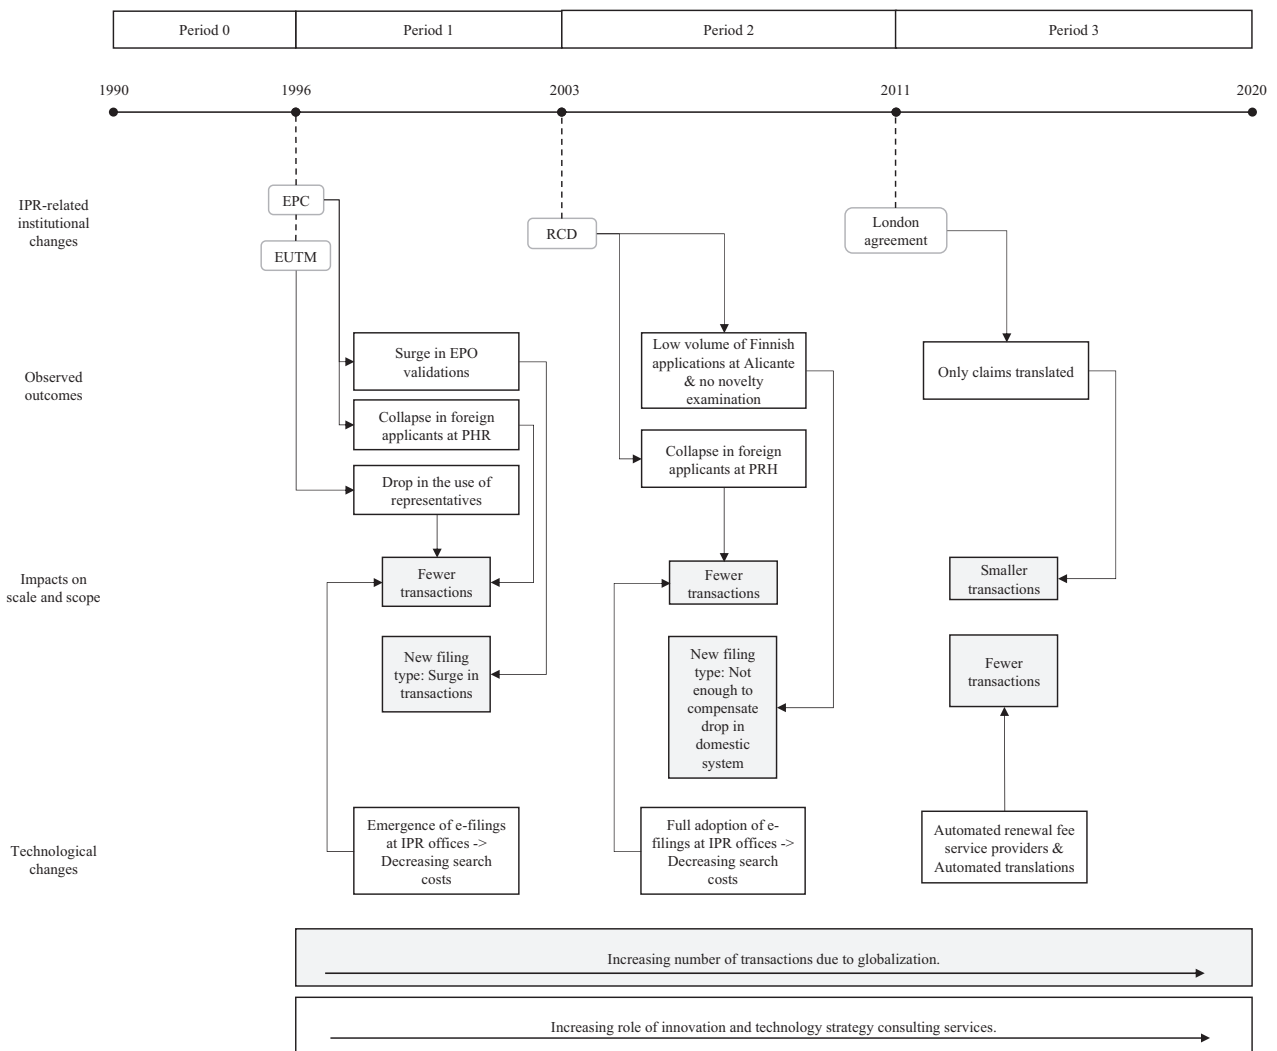 Period 0
Period 1
Period 2
Period 3
1990
1996
2003
2011
2020
IPR-related
institutional
changes
EPC
EUTM
RCD
London
agreement
Observed
outcomes
Surge in EPO
validations
Collapse in foreign
applicants at PHR
Drop in the use of
representatives
Low volume of Finnish
applications at Alicante
& no novelty
examination
Collapse in foreign
applicants at PRH
Only claims translated
Impacts on
scale and scope
Fewer
transactions
New filing
type: Surge in
transactions
Fewer
transactions
New filing
type: Not
enough to
compensate
drop in
domestic
system
Smaller
transactions
Fewer
transactions
Technological
changes
Emergence of e-filings
at IPR offices ->
Decreasing search
costs
Full adoption of e-
filings at IPR offices ->
Decreasing search
costs
Automated renewal fee
service providers &
Automated translations
Increasing number of transactions due to globalization.
Increasing role of innovation and technology strategy consulting services.